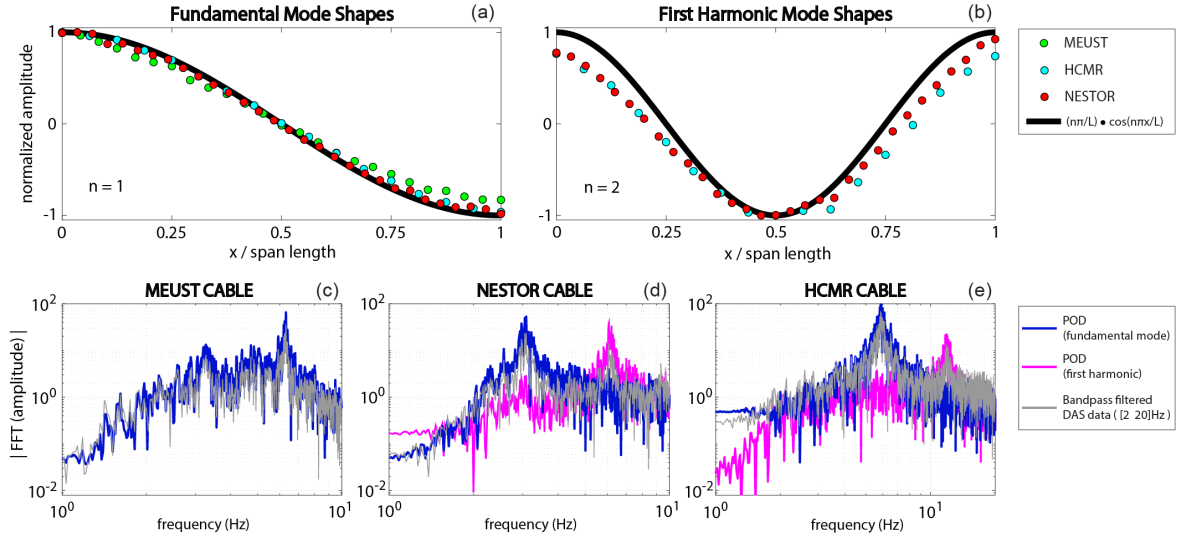 Fundamental Mode Shapes (a)
First Harmonic Mode Shapes (b)
normalized amplitude
1
0
-1
n = 1
0 0.25 0.5 0.75 1
x / span length
1
0
-1
n = 2
0 0.25 0.5 0.75 1
x / span length
MEUST
HCMR
NESTOR
(nπ/L) • cos(nπx/L)
MEUST CABLE (c)
NESTOR CABLE (d)
HCMR CABLE (e)
| FFT (amplitude) |
10²
10⁰
10⁻²
10⁰ 10¹
frequency (Hz)
10²
10⁰
10⁻²
10⁰ 10¹
frequency (Hz)
10²
10⁰
10⁻²
10⁰ 10¹
frequency (Hz)
POD
(fundamental mode)
POD
(first harmonic)
Bandpass filtered
DAS data ( [2 20]Hz )